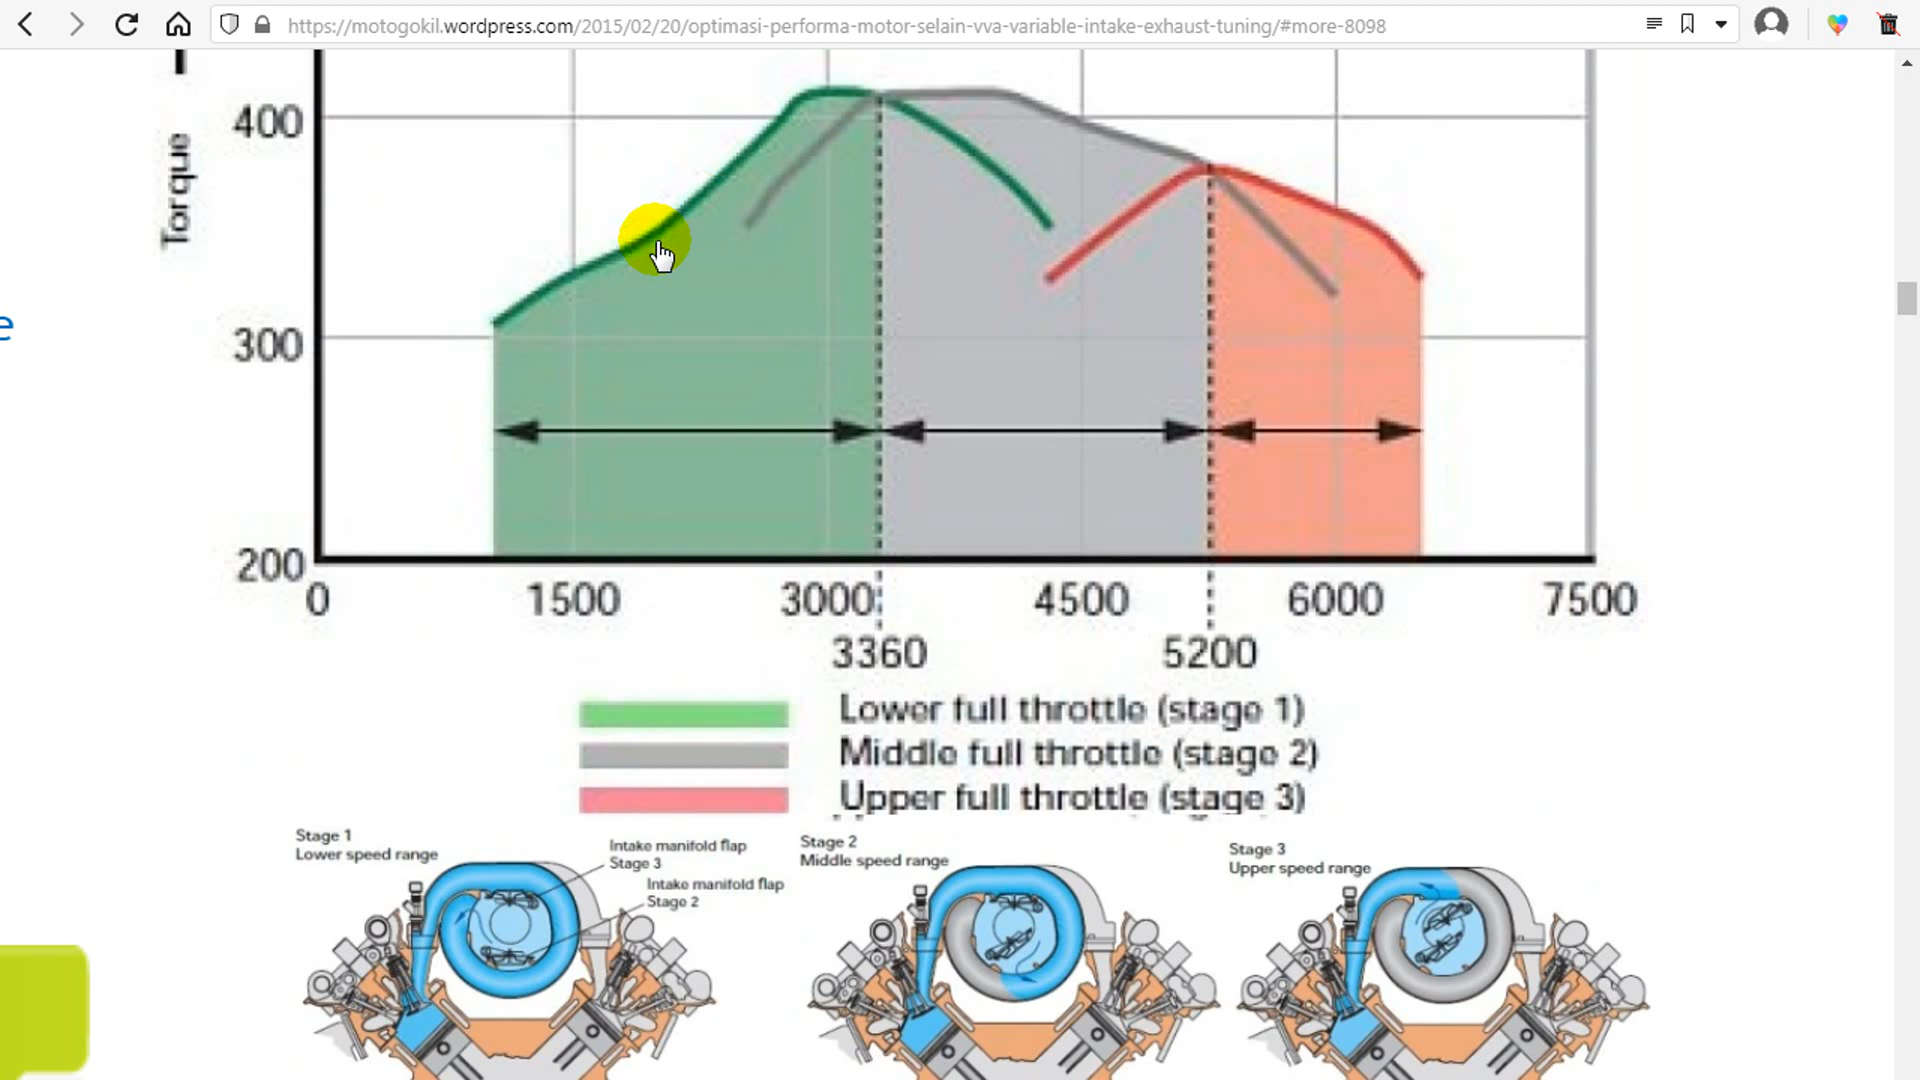 https://motogokil.wordpress.com/2015/02/20/optimasi-performa-motor-selain-vva-variable-intake-exhaust-tuning/#more-8098
Torque
400
300
200
0 1500 3000 4500 6000 7500
3360 5200
Lower full throttle (stage 1)
Middle full throttle (stage 2)
Upper full throttle (stage 3)
Stage 1
Lower speed range
Intake manifold flap
Stage 3
Intake manifold flap
Stage 2
Stage 2
Middle speed range
Stage 3
Upper speed range
e